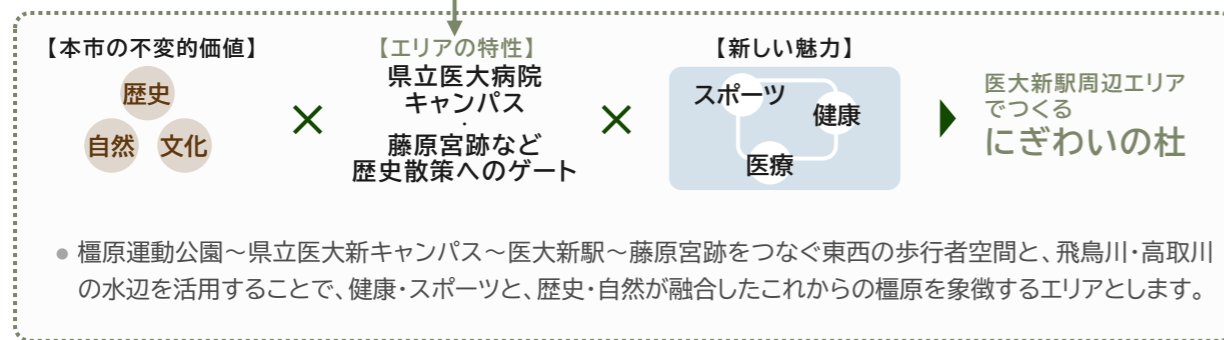 【本市の不変的価値】
歴史
自然
文化
×
【エリアの特性】
県立医大病院
キャンパス
・
藤原宮跡など
歴史散策へのゲート
×
【新しい魅力】
スポーツ
健康
医療
医大新駅周辺エリア
でつくる
にぎわいの杜
● 橿原運動公園～県立医大新キャンパス～医大新駅～藤原宮跡をつなぐ東西の歩行者空間と、飛鳥川・高取川
の水辺を活用することで、健康・スポーツと、歴史・自然が融合したこれからの橿原を象徴するエリアとします。